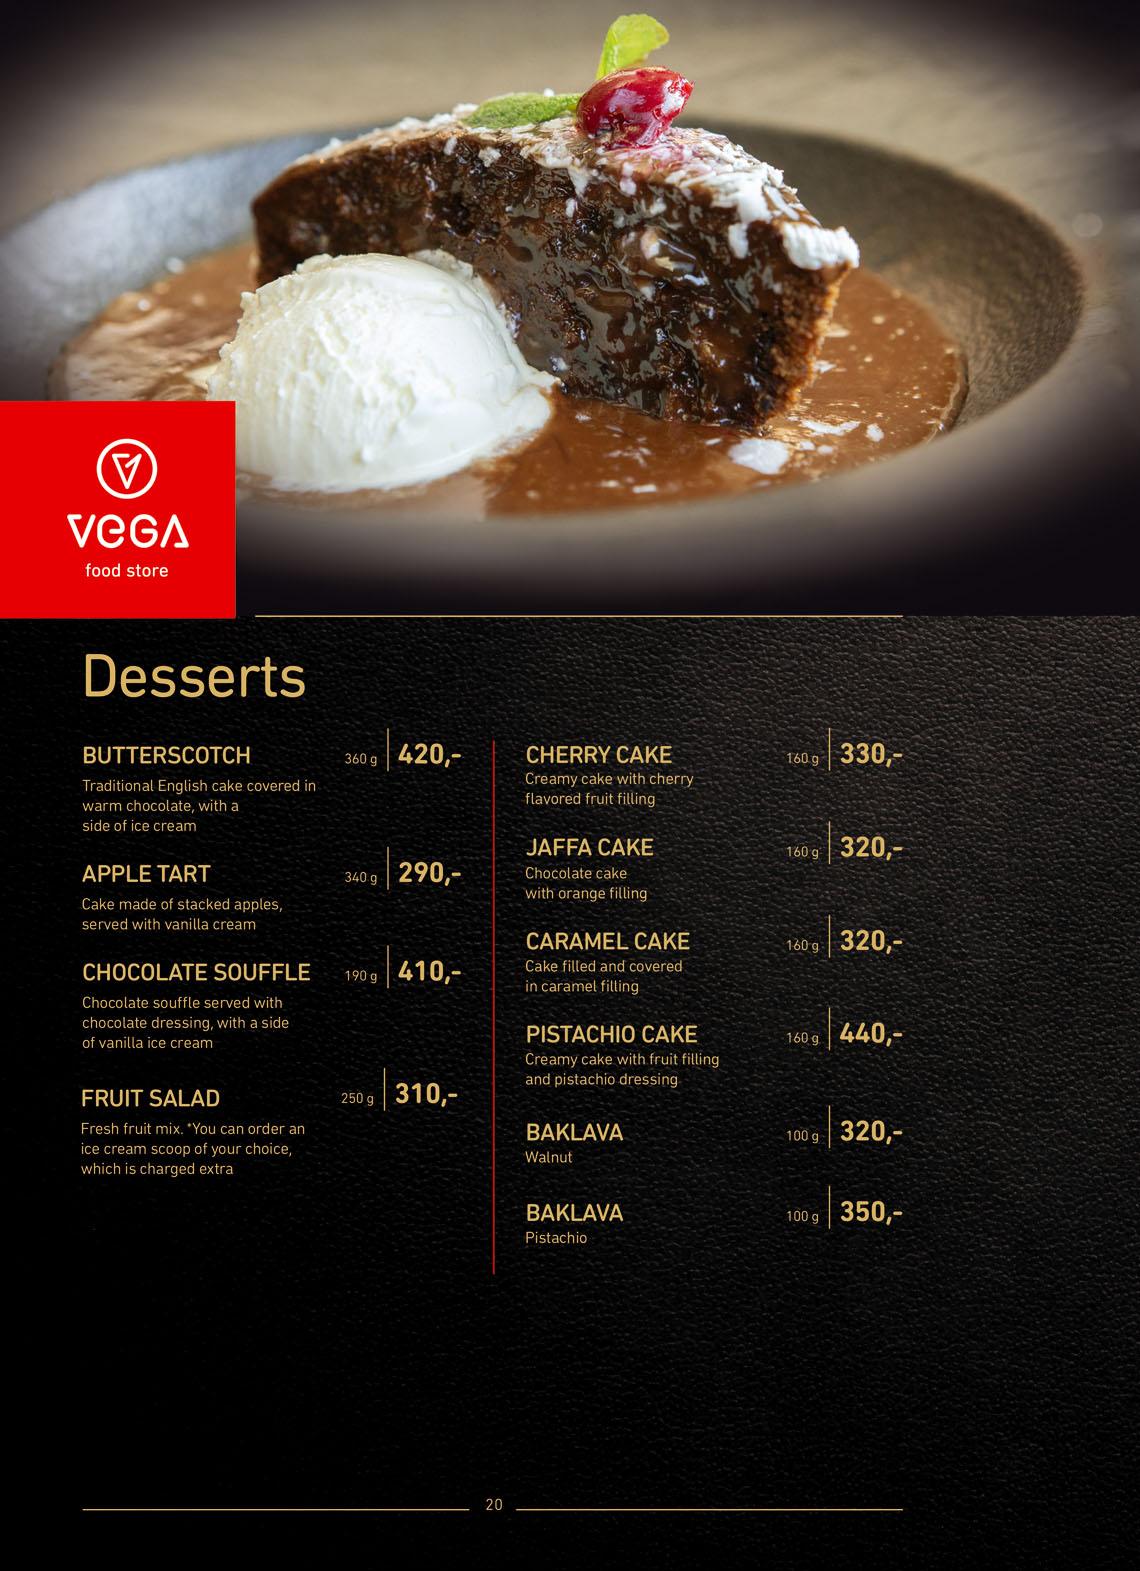 VEGA
food store
Desserts
BUTTERSCOTCH 360 g 420,-
Traditional English cake covered in
warm chocolate, with a
side of ice cream
APPLE TART 340 g 290,-
Cake made of stacked apples,
served with vanilla cream
CHOCOLATE SOUFFLE 190 g 410,-
Chocolate souffle served with
chocolate dressing, with a side
of vanilla ice cream
FRUIT SALAD 250 g 310,-
Fresh fruit mix. *You can order an
ice cream scoop of your choice,
which is charged extra
CHERRY CAKE 160 g 330,-
Creamy cake with cherry
flavored fruit filling
JAFFA CAKE 160 g 320,-
Chocolate cake
with orange filling
CARAMEL CAKE 160 g 320,-
Cake filled and covered
in caramel filling
PISTACHIO CAKE 160 g 440,-
Creamy cake with fruit filling
and pistachio dressing
BAKLAVA 100 g 320,-
Walnut
BAKLAVA 100 g 350,-
Pistachio
20